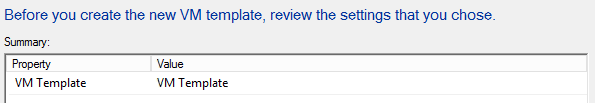 Before you create the new VM template, review the settings that you chose.
Summary:
Property Value
VM Template VM Template